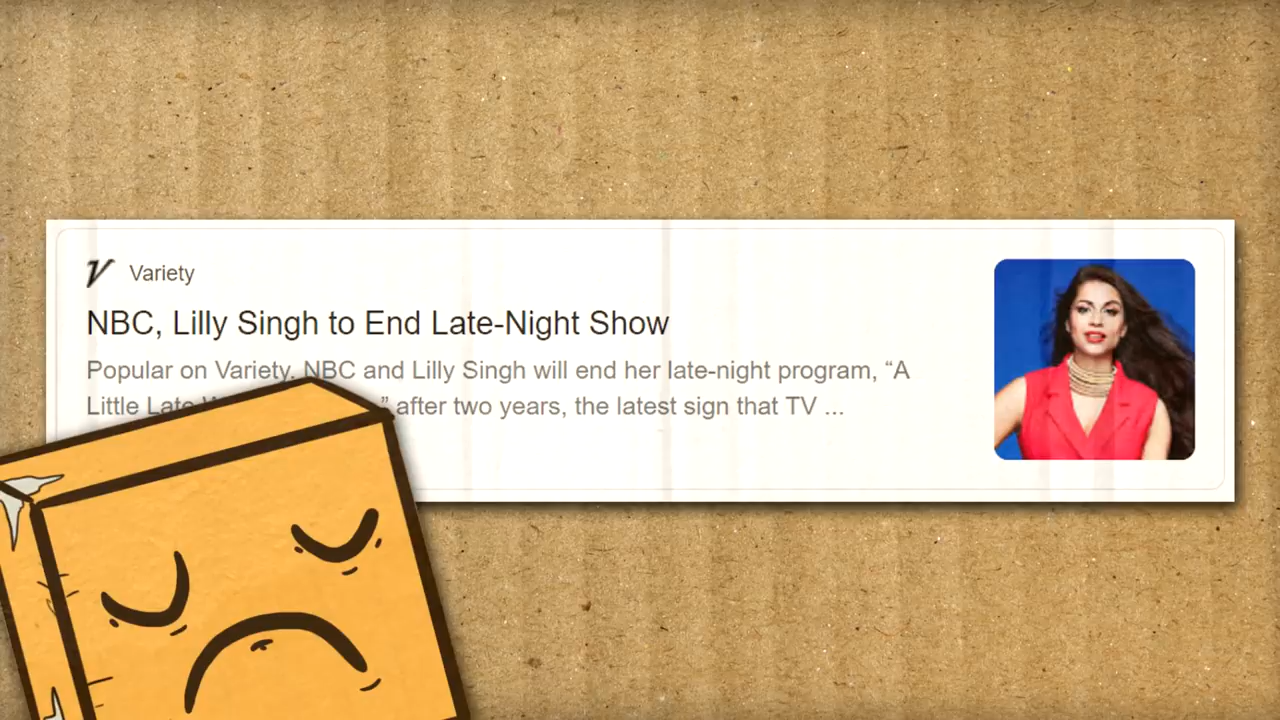 Variety
NBC, Lilly Singh to End Late-Night Show
Popular on Variety. NBC and Lilly Singh will end her late-night program, “A
Little Late ” after two years, the latest sign that TV ...